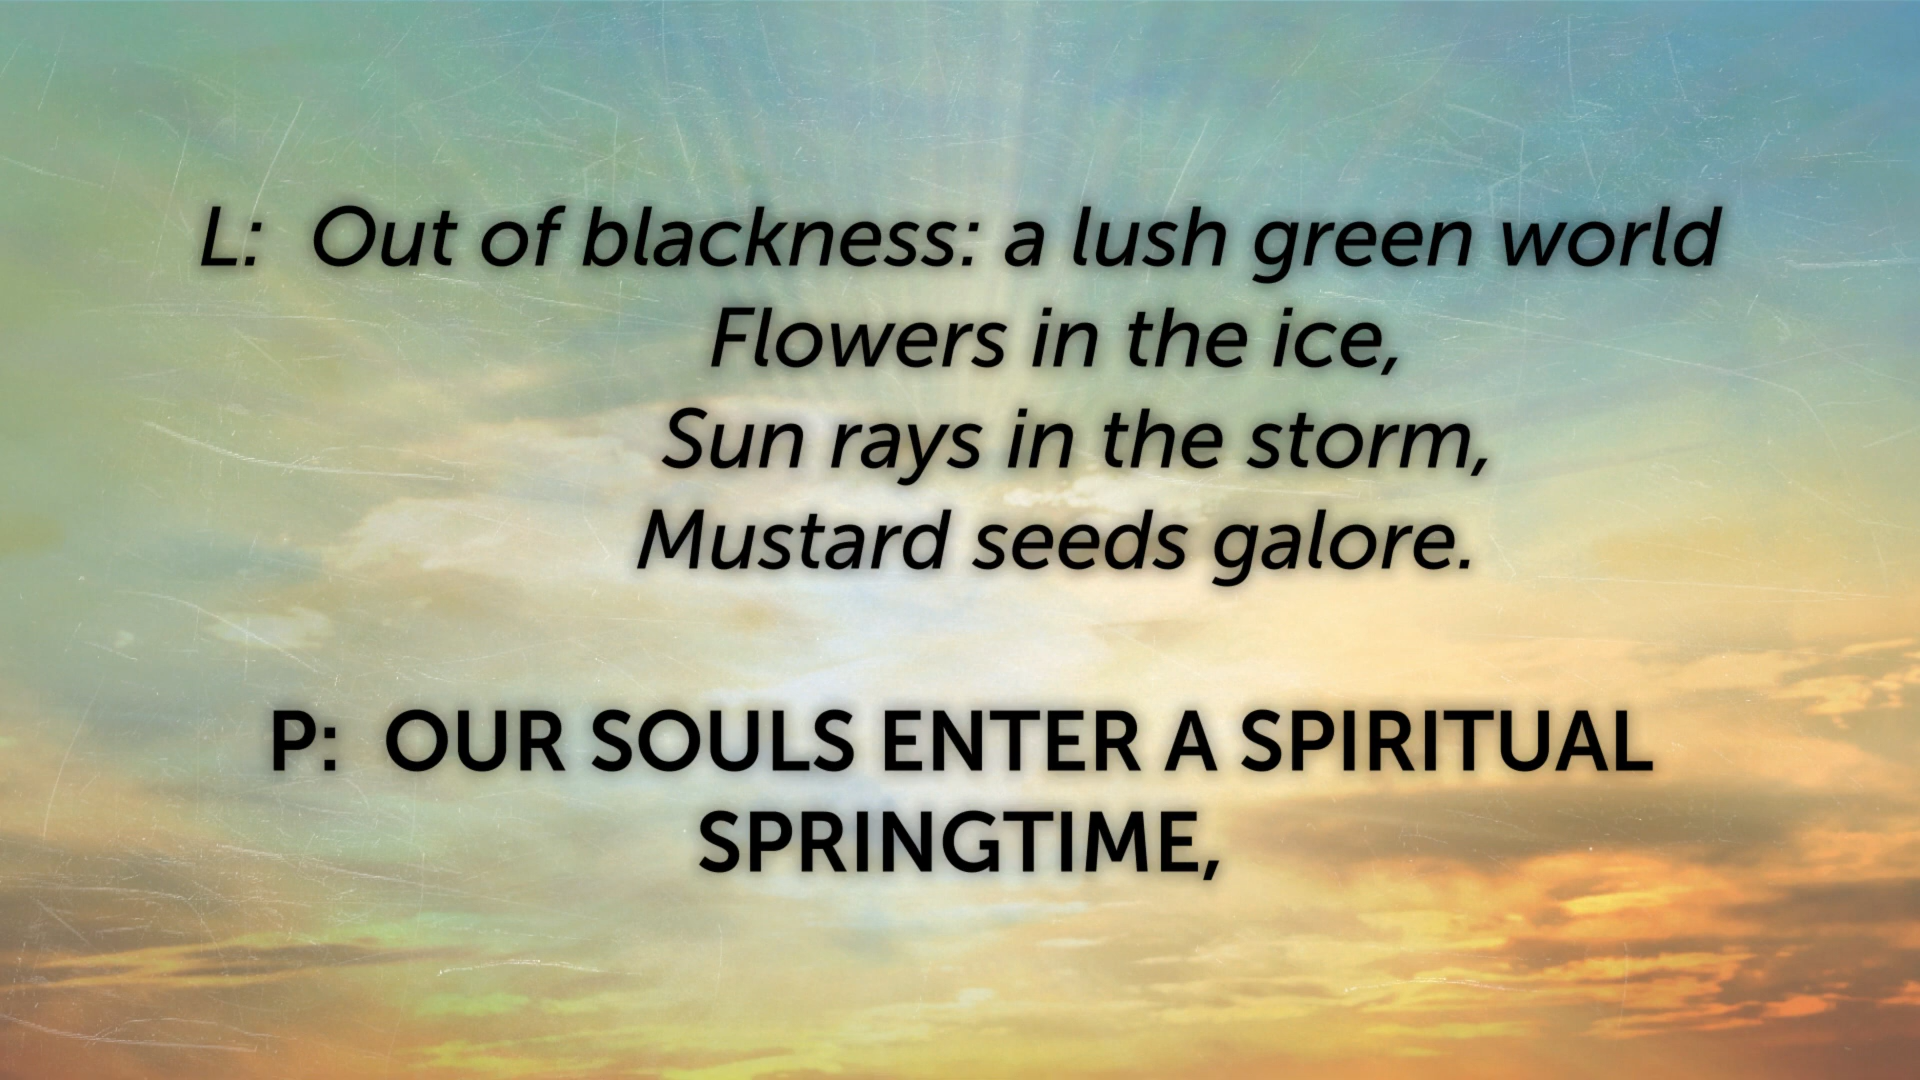 L: Out of blackness: a lush green world
Flowers in the ice,
Sun rays in the storm,
Mustard seeds galore.
P: OUR SOULS ENTER A SPIRITUAL
SPRINGTIME,